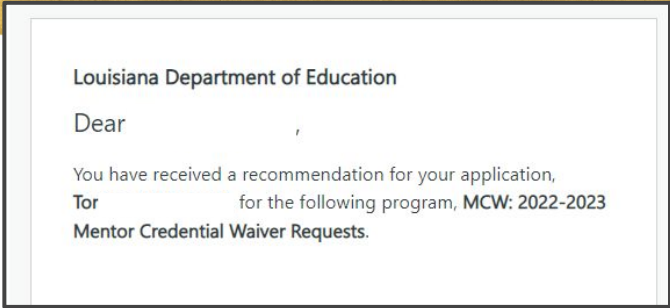 Louisiana Department of Education
Dear ,
You have received a recommendation for your application,
Tor for the following program, MCW: 2022-2023
Mentor Credential Waiver Requests.